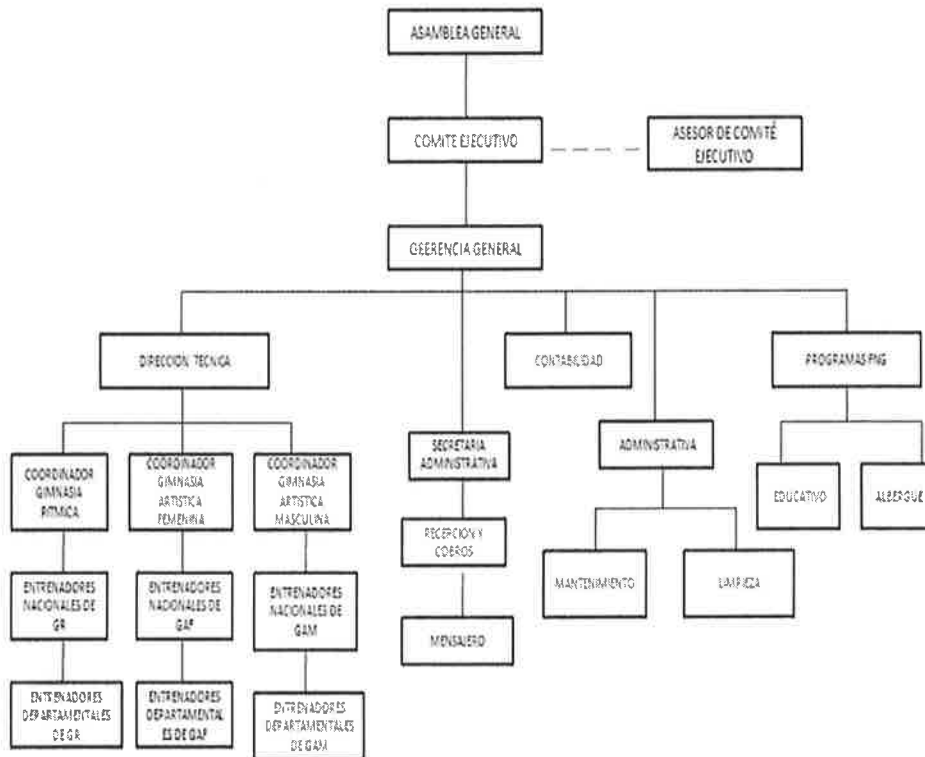 ASAMBLEA GENERAL
COMITE EJECUTIVO
ASESOR DE COMITÉ
EJECUTIVO
GEERENCIA GENERAL
DIRECCION TECNICA
CONTABILIDAD
PROGRAMAS FNG
SECRETARIA
ADMINISTRATIVA
ADMINISTRATIVA
COORDINADOR
GIMNASIA
RITMICA
COORDINADOR
GIMNASIA
ARTISTICA
FEMENINA
COORDINADOR
GIMNASIA
ARTISTICA
MASCULINA
EDUCATIVO
ALBERGUE
RECEPCION Y
COBROS
MANTENIMIENTO
LIMPIEZA
ENTRENADORES
NACIONALES DE
GR
ENTRENADORES
NACIONALES DE
GAF
ENTRENADORES
NACIONALES DE
GAM
MENSAJERO
ENTRENADORES
DEPARTAMENTALES
DE GR
ENTRENADORES
DEPARTAMENTAL
ES DE GAF
ENTRENADORES
DEPARTAMENTALES
DE GAM